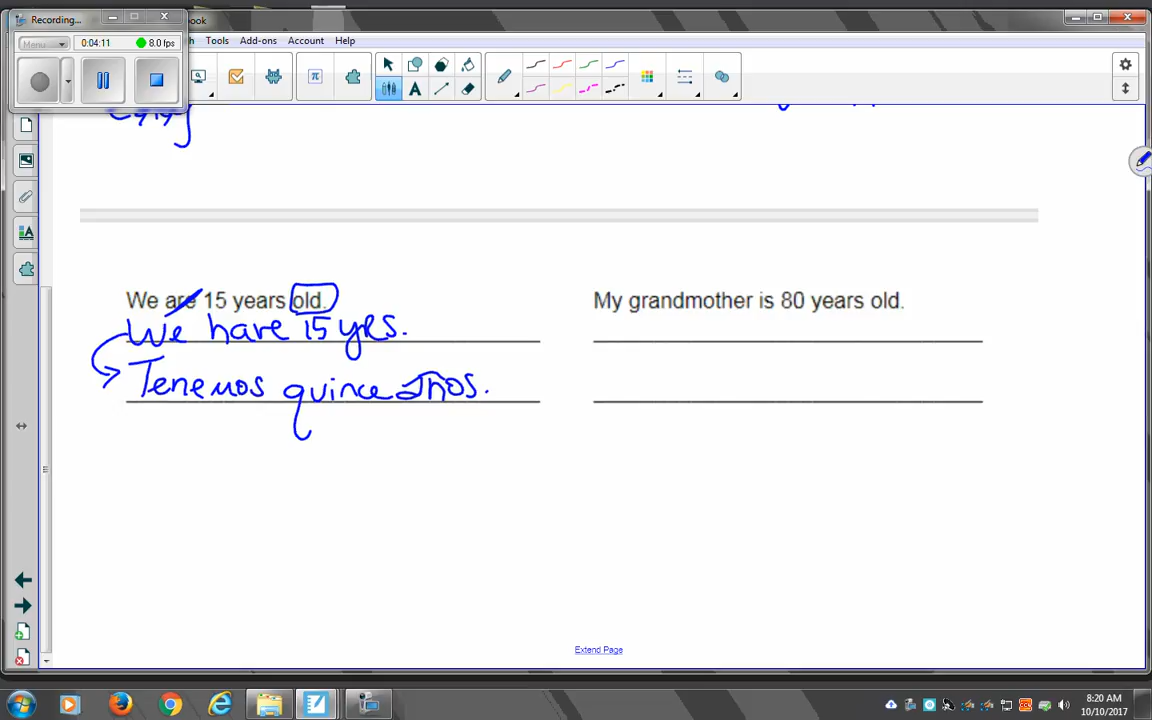 Recording...
book
Menu
0:04:11
8.0 fps
Tools Add-ons Account Help
We are 15 years old.
We have 15 yrs.
Tenemos quince años.
My grandmother is 80 years old.
Extend Page
8:20 AM
10/10/2017